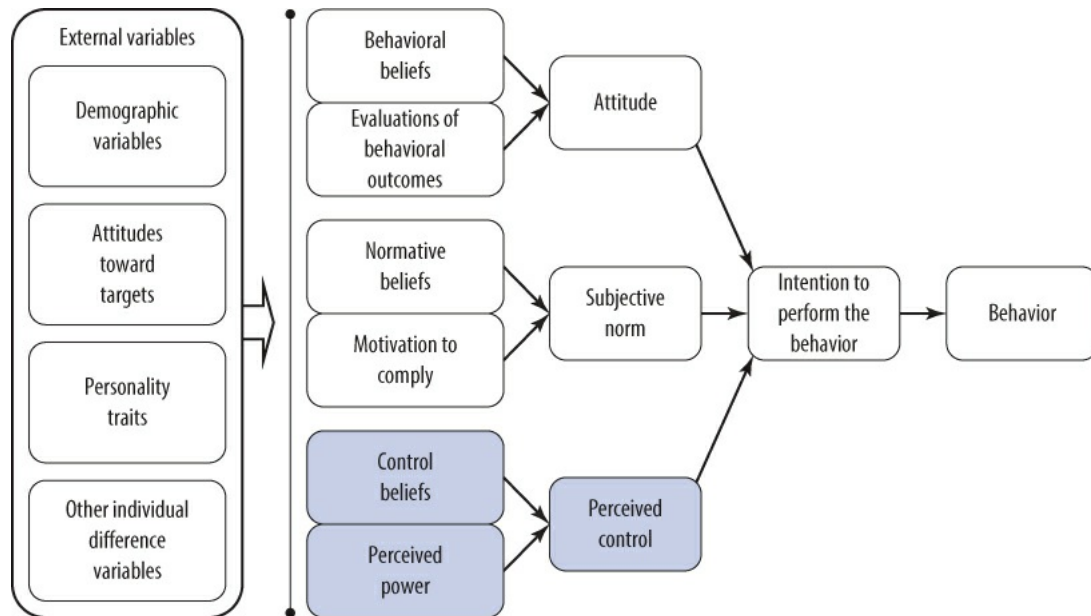 External variables
Demographic
variables
Attitudes
toward
targets
Personality
traits
Other individual
difference
variables
Behavioral
beliefs
Evaluations of
behavioral
outcomes
Normative
beliefs
Motivation to
comply
Control
beliefs
Perceived
power
Attitude
Subjective
norm
Perceived
control
Intention to
perform the
behavior
Behavior